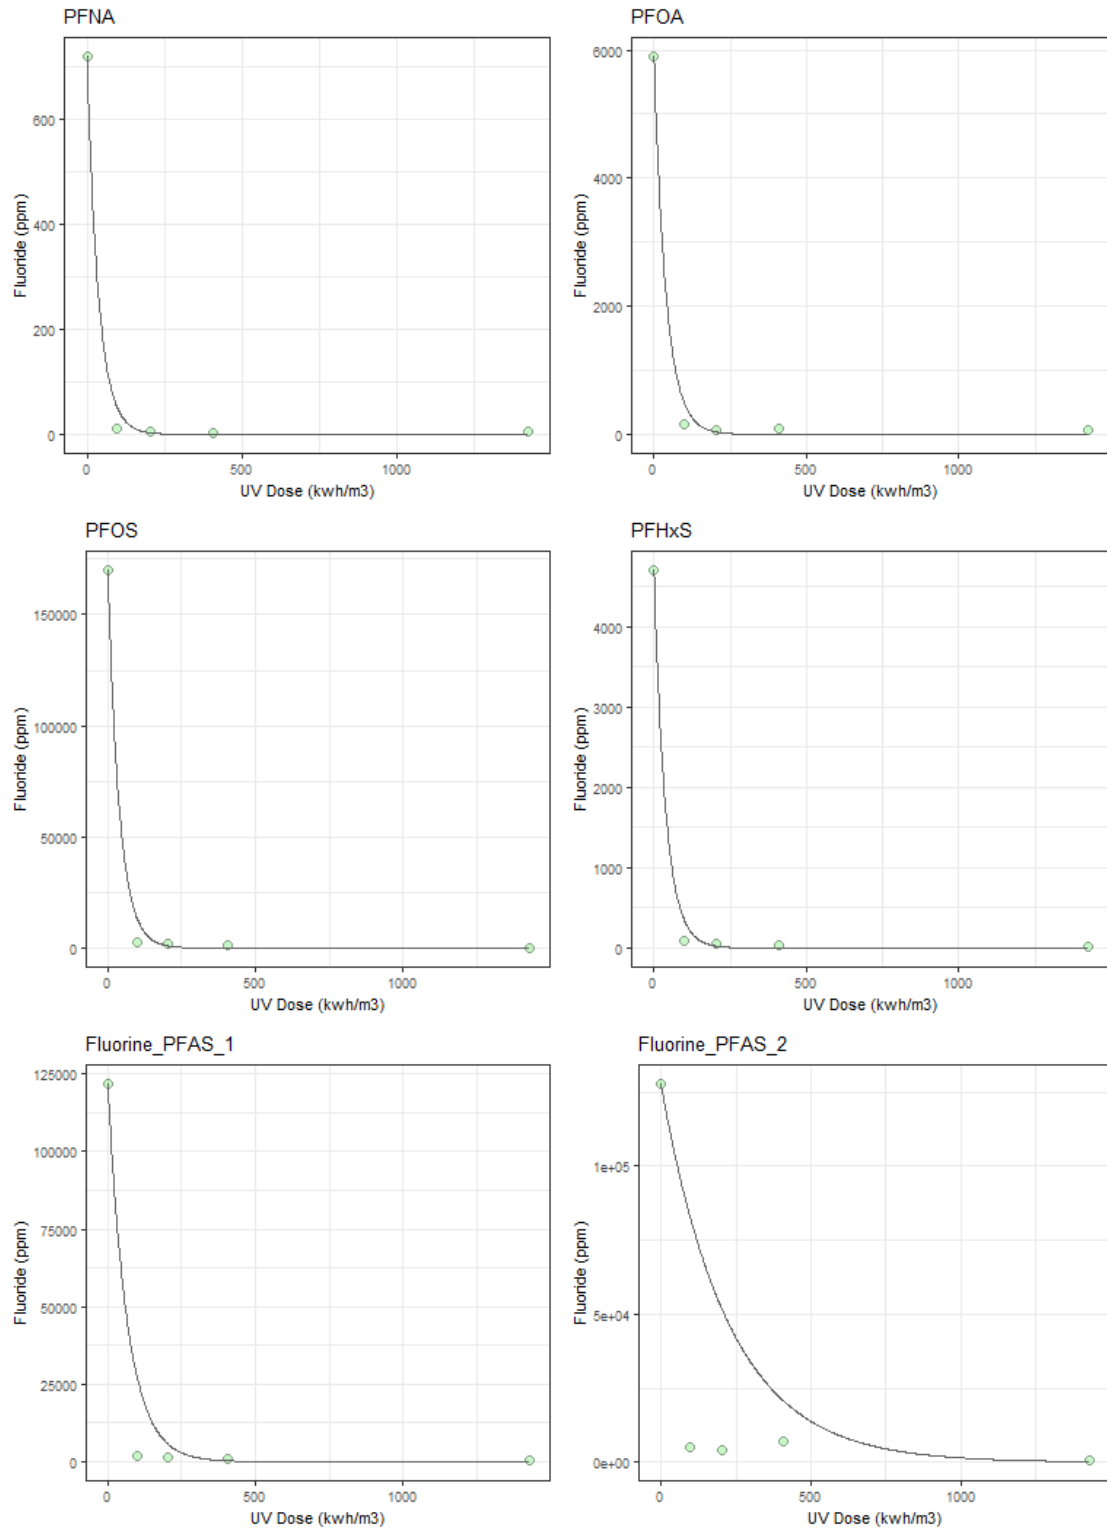 PFNA
600
400
200
0
0 500 1000
Fluoride (ppm)
UV Dose (kwh/m3)
PFOA
6000
4000
2000
0
0 500 1000
Fluoride (ppm)
UV Dose (kwh/m3)
PFOS
150000
100000
50000
0
0 500 1000
Fluoride (ppm)
UV Dose (kwh/m3)
PFHxS
4000
3000
2000
1000
0
0 500 1000
Fluoride (ppm)
UV Dose (kwh/m3)
Fluorine_PFAS_1
125000
100000
75000
50000
25000
0
0 500 1000
Fluoride (ppm)
UV Dose (kwh/m3)
Fluorine_PFAS_2
1e+05
5e+04
0e+00
0 500 1000
Fluoride (ppm)
UV Dose (kwh/m3)